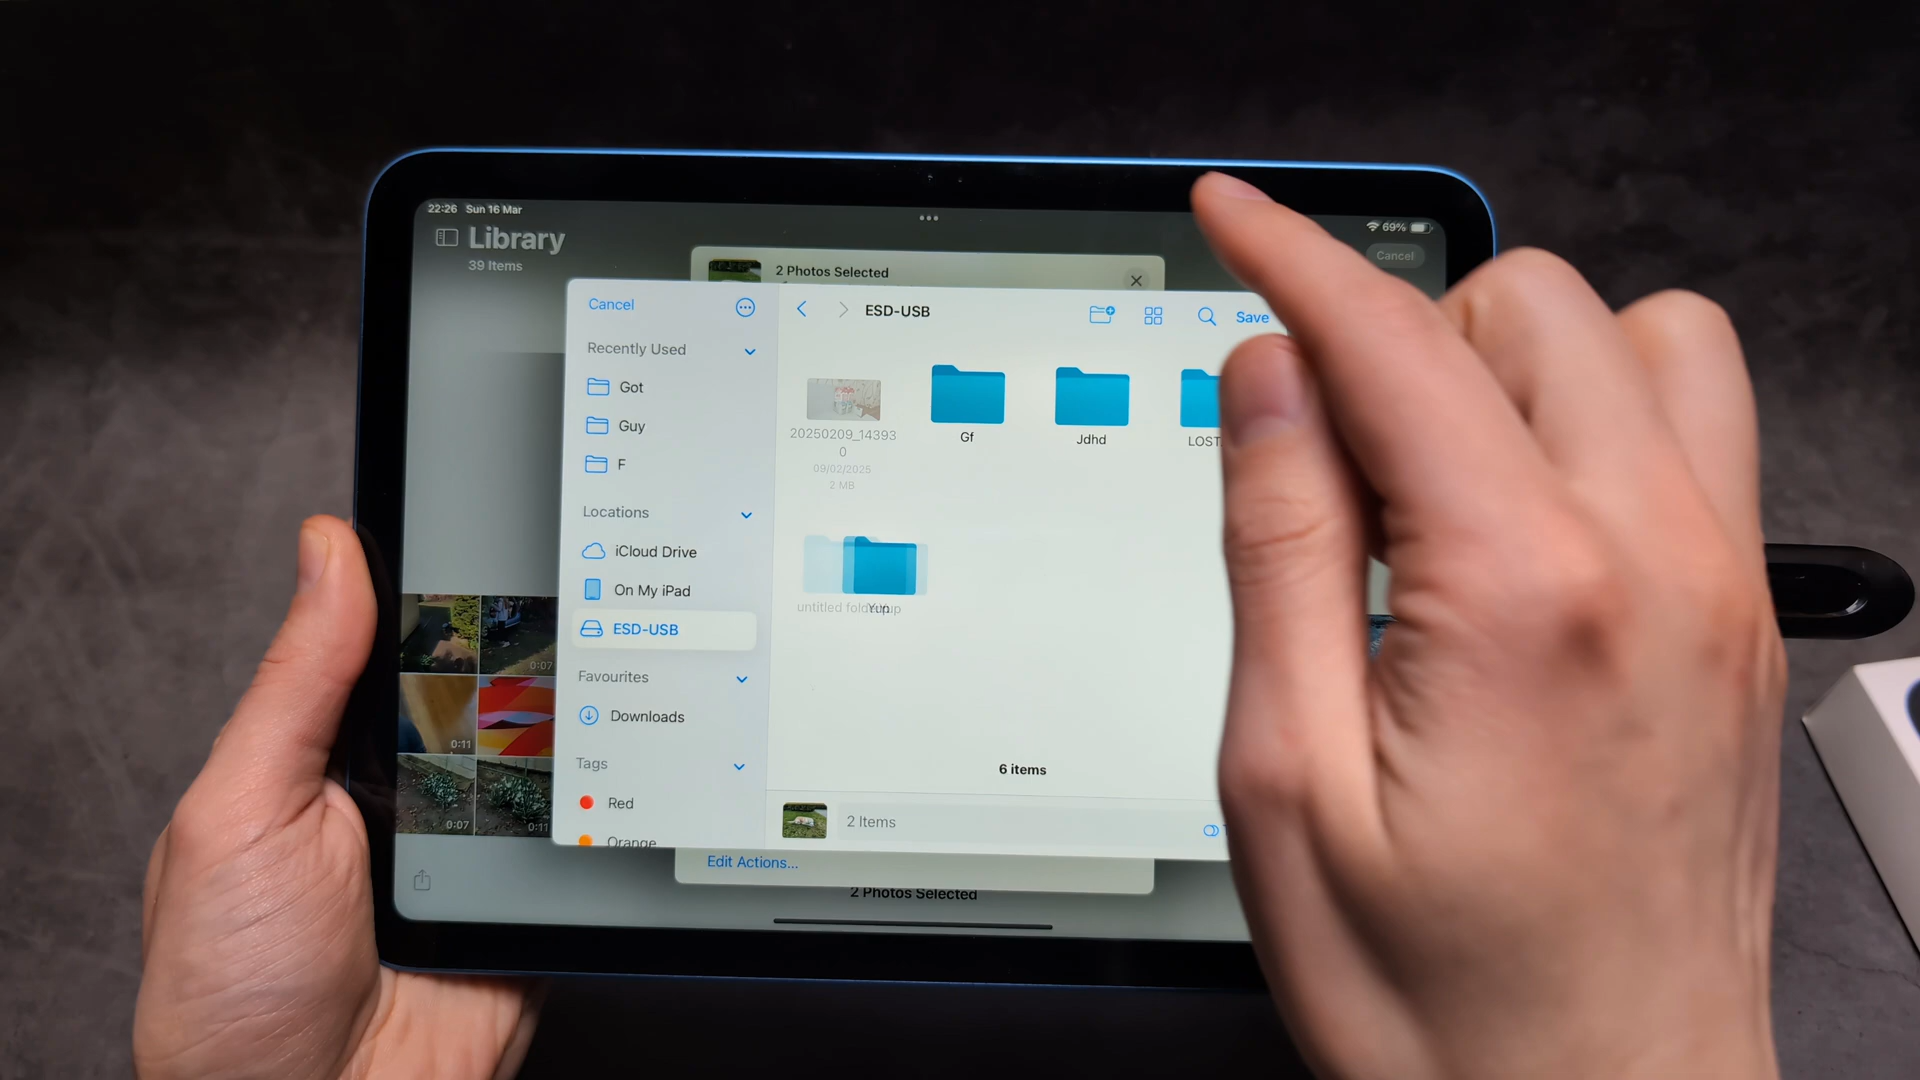 22:26 Sun 16 Mar
69%
Library
39 Items
Cancel
2 Photos Selected
Cancel
ESD-USB
Save
Recently Used
Got
Guy
F
Locations
iCloud Drive
On My iPad
ESD-USB
Favourites
Downloads
Tags
Red
Orange
20250209_14393
0
09/02/2025
2 MB
Gf
Jdhd
LOST
untitled fold
Yup
6 items
2 Items
Edit Actions...
2 Photos Selected
0:07
0:11
0:07
0:11